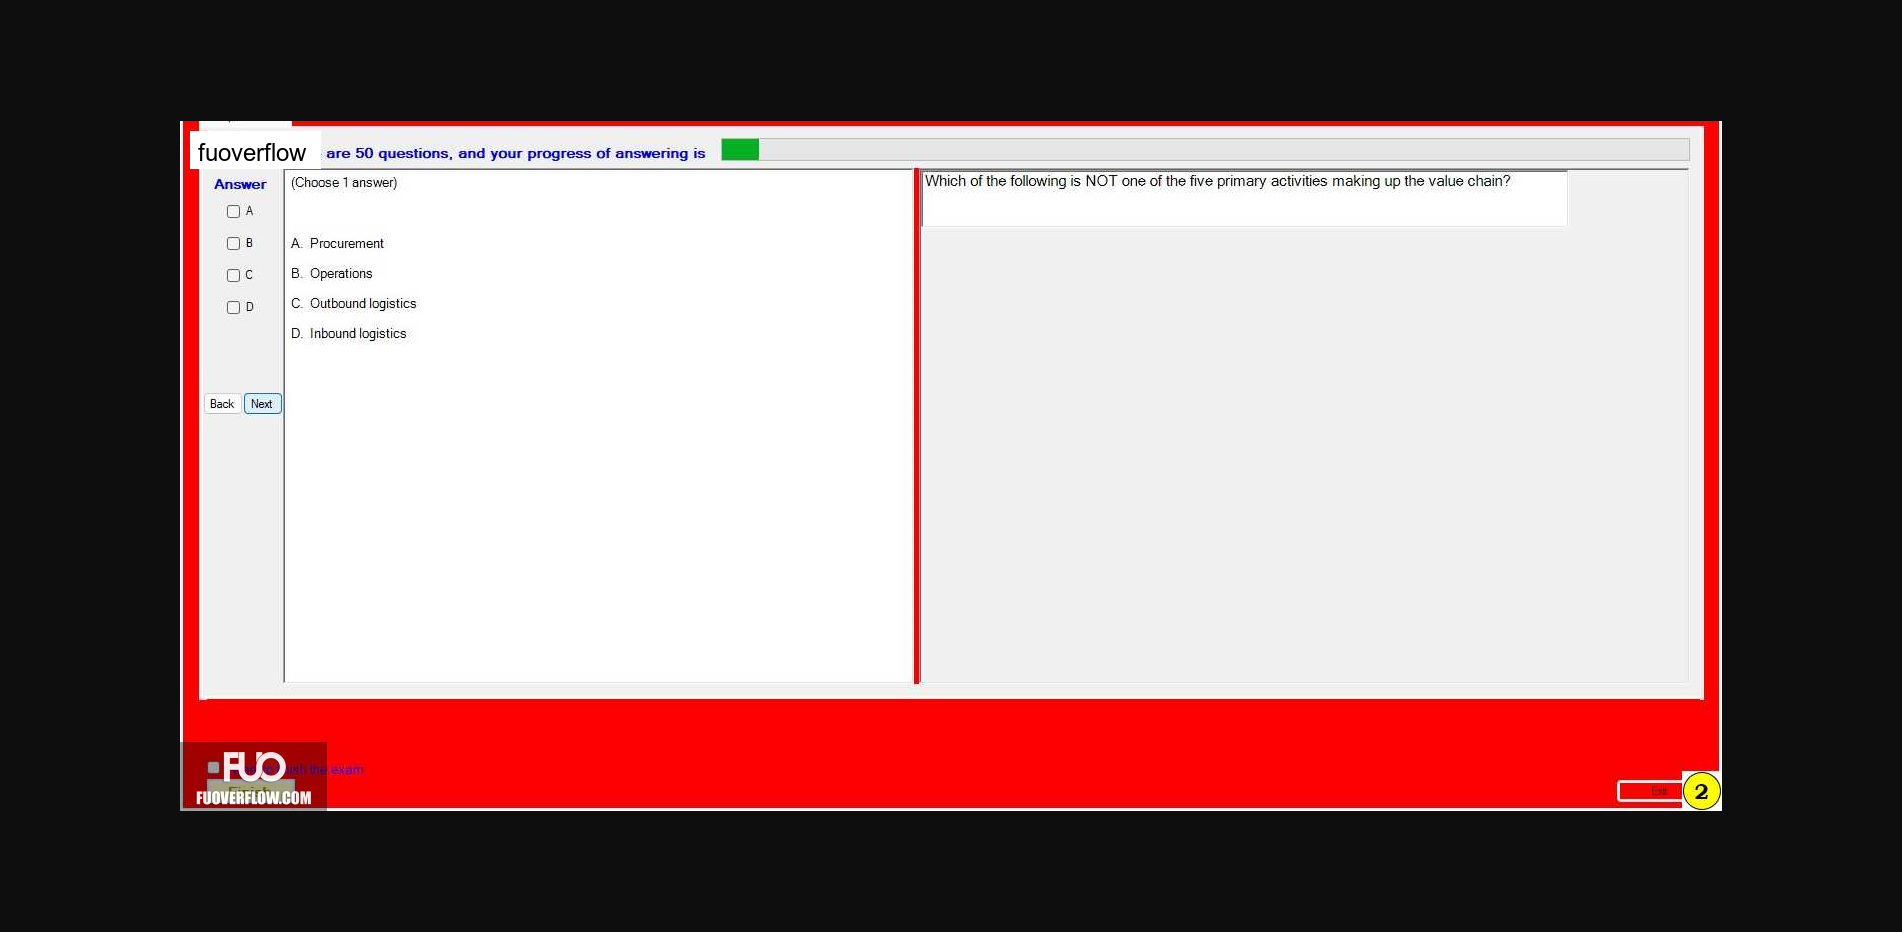 fuoverflow are 50 questions, and your progress of answering is
Answer
A
B
C
D
Back Next
(Choose 1 answer)
A. Procurement
B. Operations
C. Outbound logistics
D. Inbound logistics
Which of the following is NOT one of the five primary activities making up the value chain?
FUO
the exam
Finish
FUOVERFLOW.COM
Exit
2